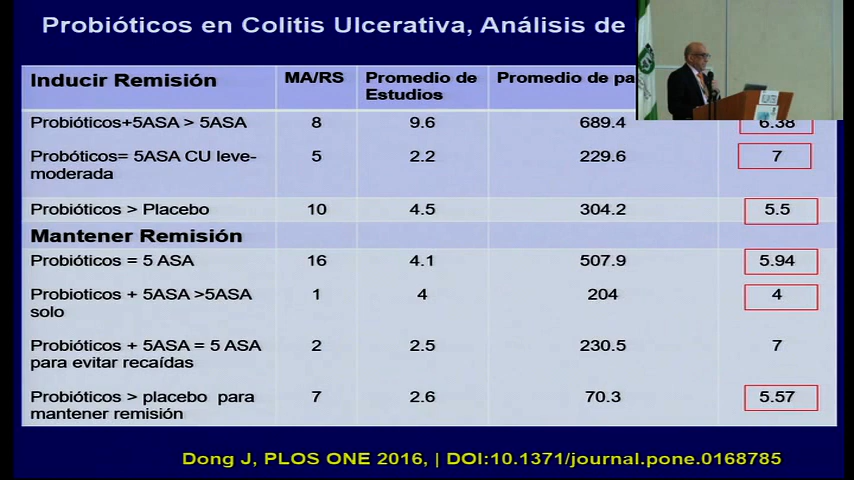 Probióticos en Colitis Ulcerativa, Análisis de
Inducir Remisión MA/RS Promedio de Estudios Promedio de
Probióticos+5ASA > 5ASA 8 9.6 689.4 6.38
Probóticos= 5ASA CU leve-moderada 5 2.2 229.6 7
Probióticos > Placebo 10 4.5 304.2 5.5
Mantener Remisión
Probióticos = 5 ASA 16 4.1 507.9 5.94
Probioticos + 5ASA >5ASA solo 1 4 204 4
Probióticos + 5ASA = 5 ASA para evitar recaídas 2 2.5 230.5 7
Probióticos > placebo para mantener remisión 7 2.6 70.3 5.57
Dong J, PLOS ONE 2016, | DOI:10.1371/journal.pone.0168785